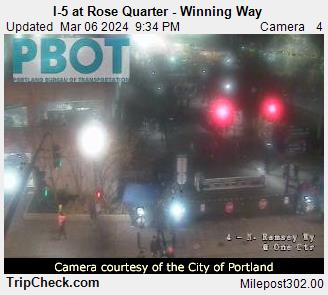 I-5 at Rose Quarter - Winning Way
Updated Mar 06 2024 9:34 PM Camera 4
PBOT
PORTLAND BUREAU OF TRANSPORTATION
4 - N. Ramsey Wy
@ One Ctr
Camera courtesy of the City of Portland
TripCheck.com Milepost302.00